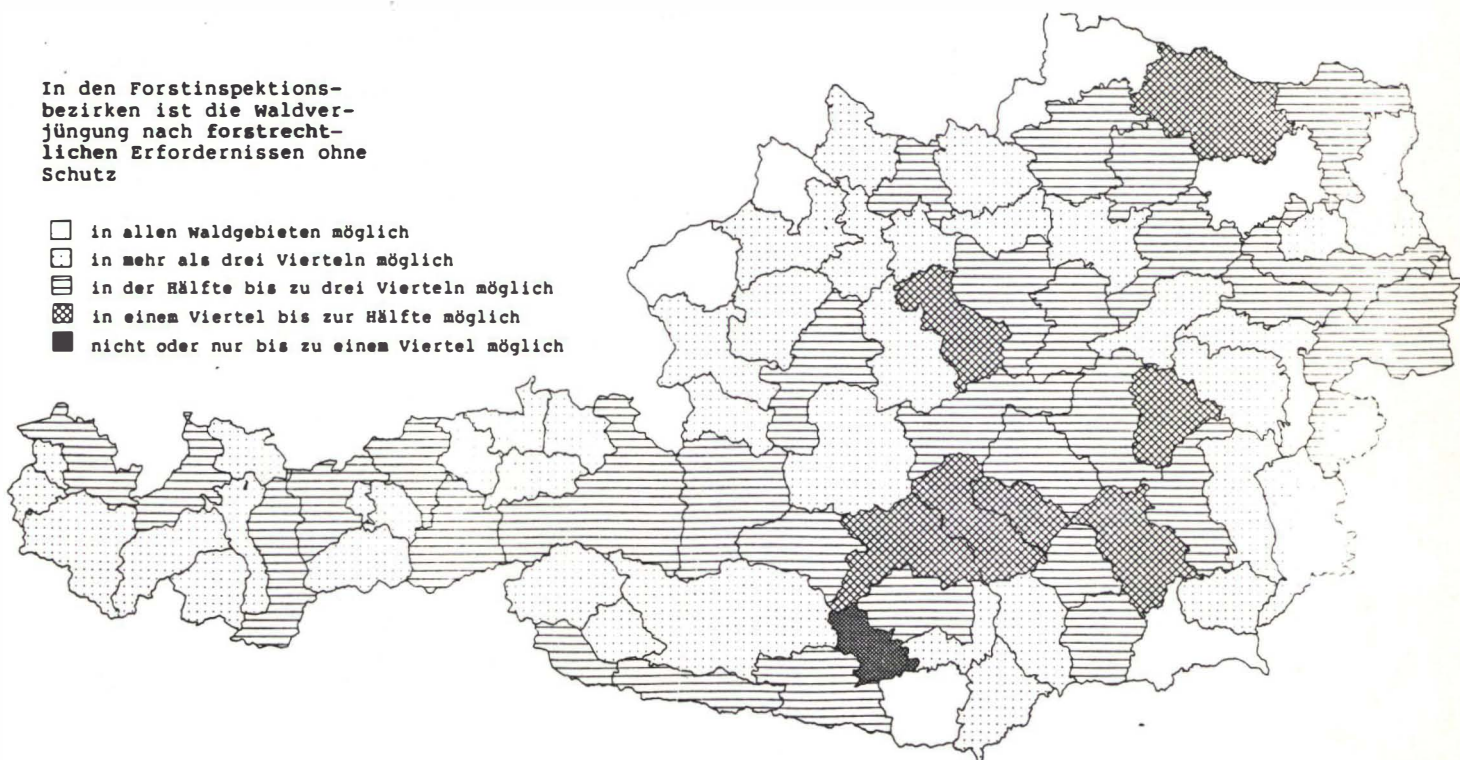 In den Forstinspektions-
bezirken ist die Waldver-
jüngung nach forstrecht-
lichen Erfordernissen ohne
Schutz
in allen Waldgebieten möglich
in mehr als drei Vierteln möglich
in der Hälfte bis zu drei Vierteln möglich
in einem Viertel bis zur Hälfte möglich
nicht oder nur bis zu einem Viertel möglich